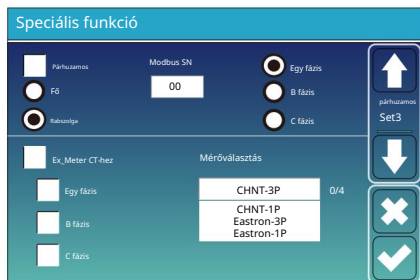 Speciális funkció
Párhuzamos
Modbus SN
Egy fázis
Fő
00
B fázis
Rabszolga
C fázis
párhuzamos
Set3
Ex_Meter CT-hez
Mérőválasztás
Egy fázis
CHNT-3P
0/4
CHNT-1P
B fázis
Eastron-3P
Eastron-1P
C fázis